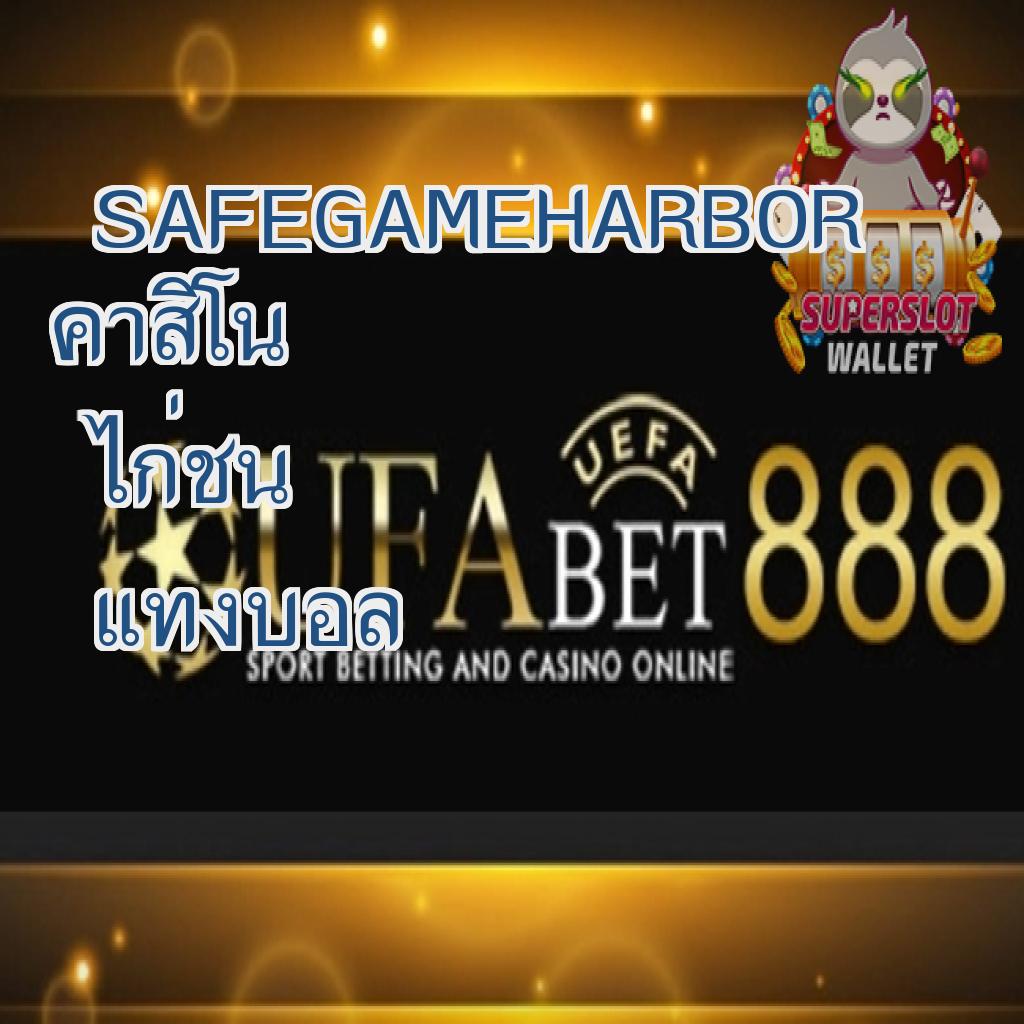 SAFEGAMEHARBOR
คาสิโน
SUPERSLOT
WALLET
ไก่ชน
UEFA
UFABET888
แทงบอล
SPORT BETTING AND CASINO ONLINE